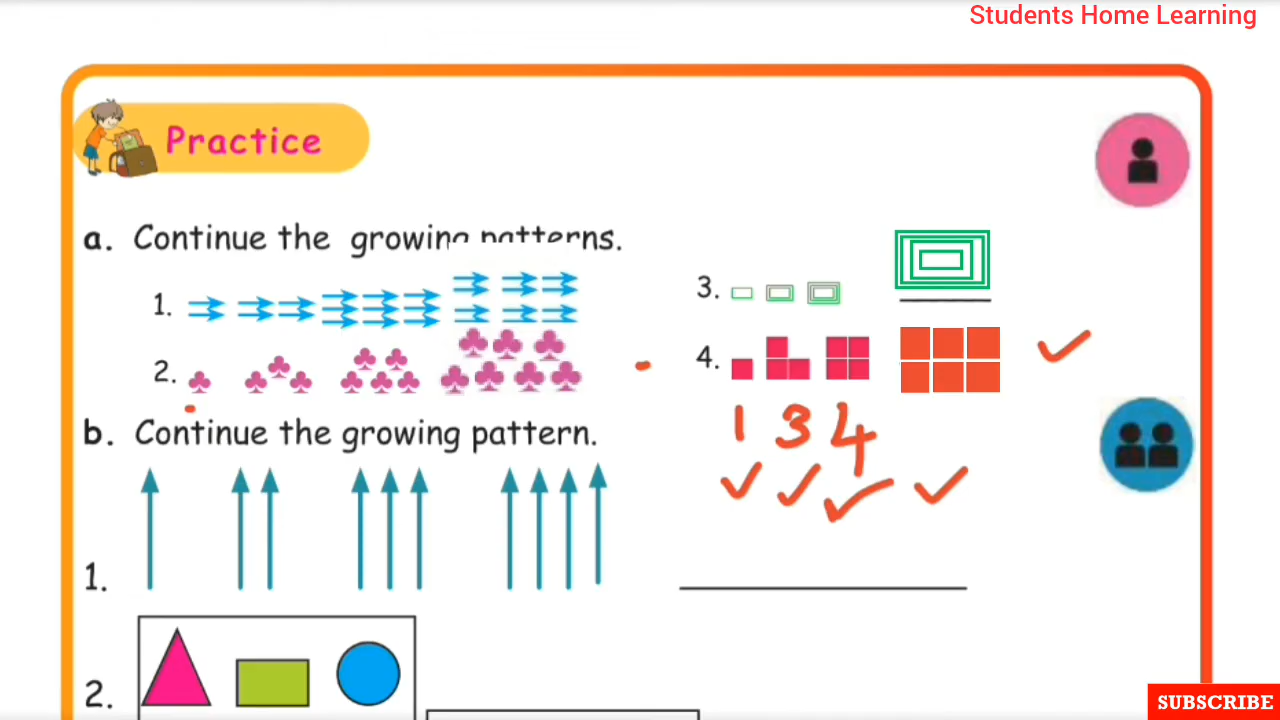 Students Home Learning
Practice
a. Continue the growing patterns.
1.
2.
3.
4.
1 3 4
b. Continue the growing pattern.
1.
2.
SUBSCRIBE